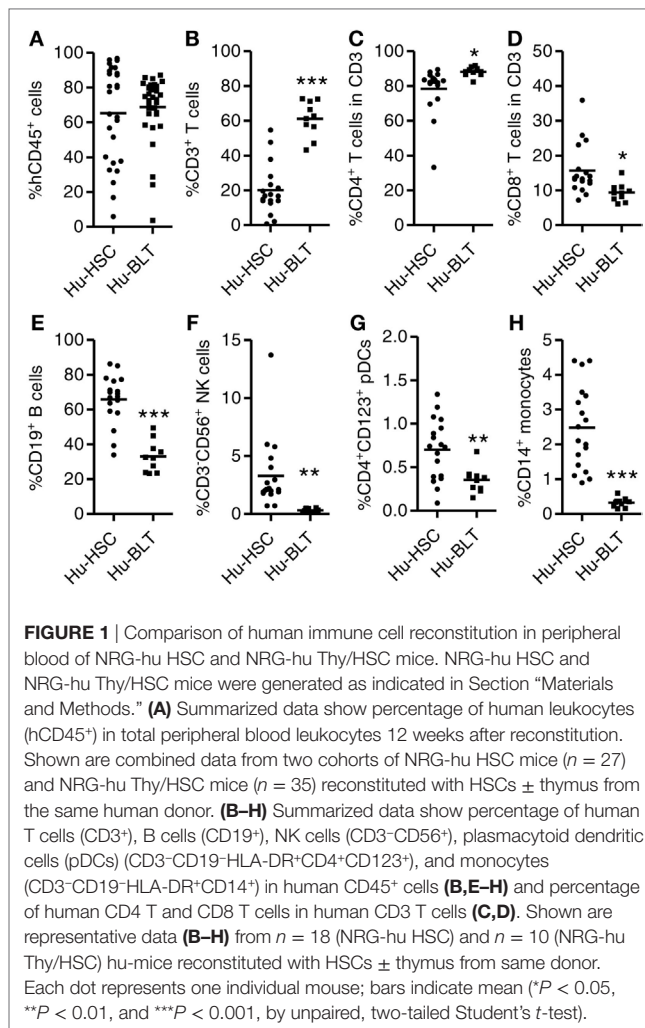 A
B
C
D
%hCD45⁺ cells
100
80
60
40
20
0
Hu-HSC
Hu-BLT
%CD3⁺ T cells
100
80
60
40
20
0
***
Hu-HSC
Hu-BLT
%CD4⁺ T cells in CD3
100
80
60
40
20
0
*
Hu-HSC
Hu-BLT
%CD8⁺ T cells in CD3
50
40
30
20
10
0
*
Hu-HSC
Hu-BLT
E
F
G
H
%CD19⁺ B cells
100
80
60
40
20
0
***
Hu-HSC
Hu-BLT
%CD3⁻CD56⁺ NK cells
15
10
5
0
**
Hu-HSC
Hu-BLT
%CD4⁺CD123⁺ pDCs
2.0
1.5
1.0
0.5
0.0
**
Hu-HSC
Hu-BLT
%CD14⁺ monocytes
5
4
3
2
1
0
***
Hu-HSC
Hu-BLT
FIGURE 1 | Comparison of human immune cell reconstitution in peripheral
blood of NRG-hu HSC and NRG-hu Thy/HSC mice. NRG-hu HSC and
NRG-hu Thy/HSC mice were generated as indicated in Section “Materials
and Methods.” (A) Summarized data show percentage of human leukocytes
(hCD45⁺) in total peripheral blood leukocytes 12 weeks after reconstitution.
Shown are combined data from two cohorts of NRG-hu HSC mice (n = 27)
and NRG-hu Thy/HSC mice (n = 35) reconstituted with HSCs ± thymus from
the same human donor. (B–H) Summarized data show percentage of human
T cells (CD3⁺), B cells (CD19⁺), NK cells (CD3⁻CD56⁺), plasmacytoid dendritic
cells (pDCs) (CD3⁻CD19⁻HLA-DR⁺CD4⁺CD123⁺), and monocytes
(CD3⁻CD19⁻HLA-DR⁺CD14⁺) in human CD45⁺ cells (B,E–H) and percentage
of human CD4 T and CD8 T cells in human CD3 T cells (C,D). Shown are
representative data (B–H) from n = 18 (NRG-hu HSC) and n = 10 (NRG-hu
Thy/HSC) hu-mice reconstituted with HSCs ± thymus from same donor.
Each dot represents one individual mouse; bars indicate mean (*P < 0.05,
**P < 0.01, and ***P < 0.001, by unpaired, two-tailed Student’s t-test).